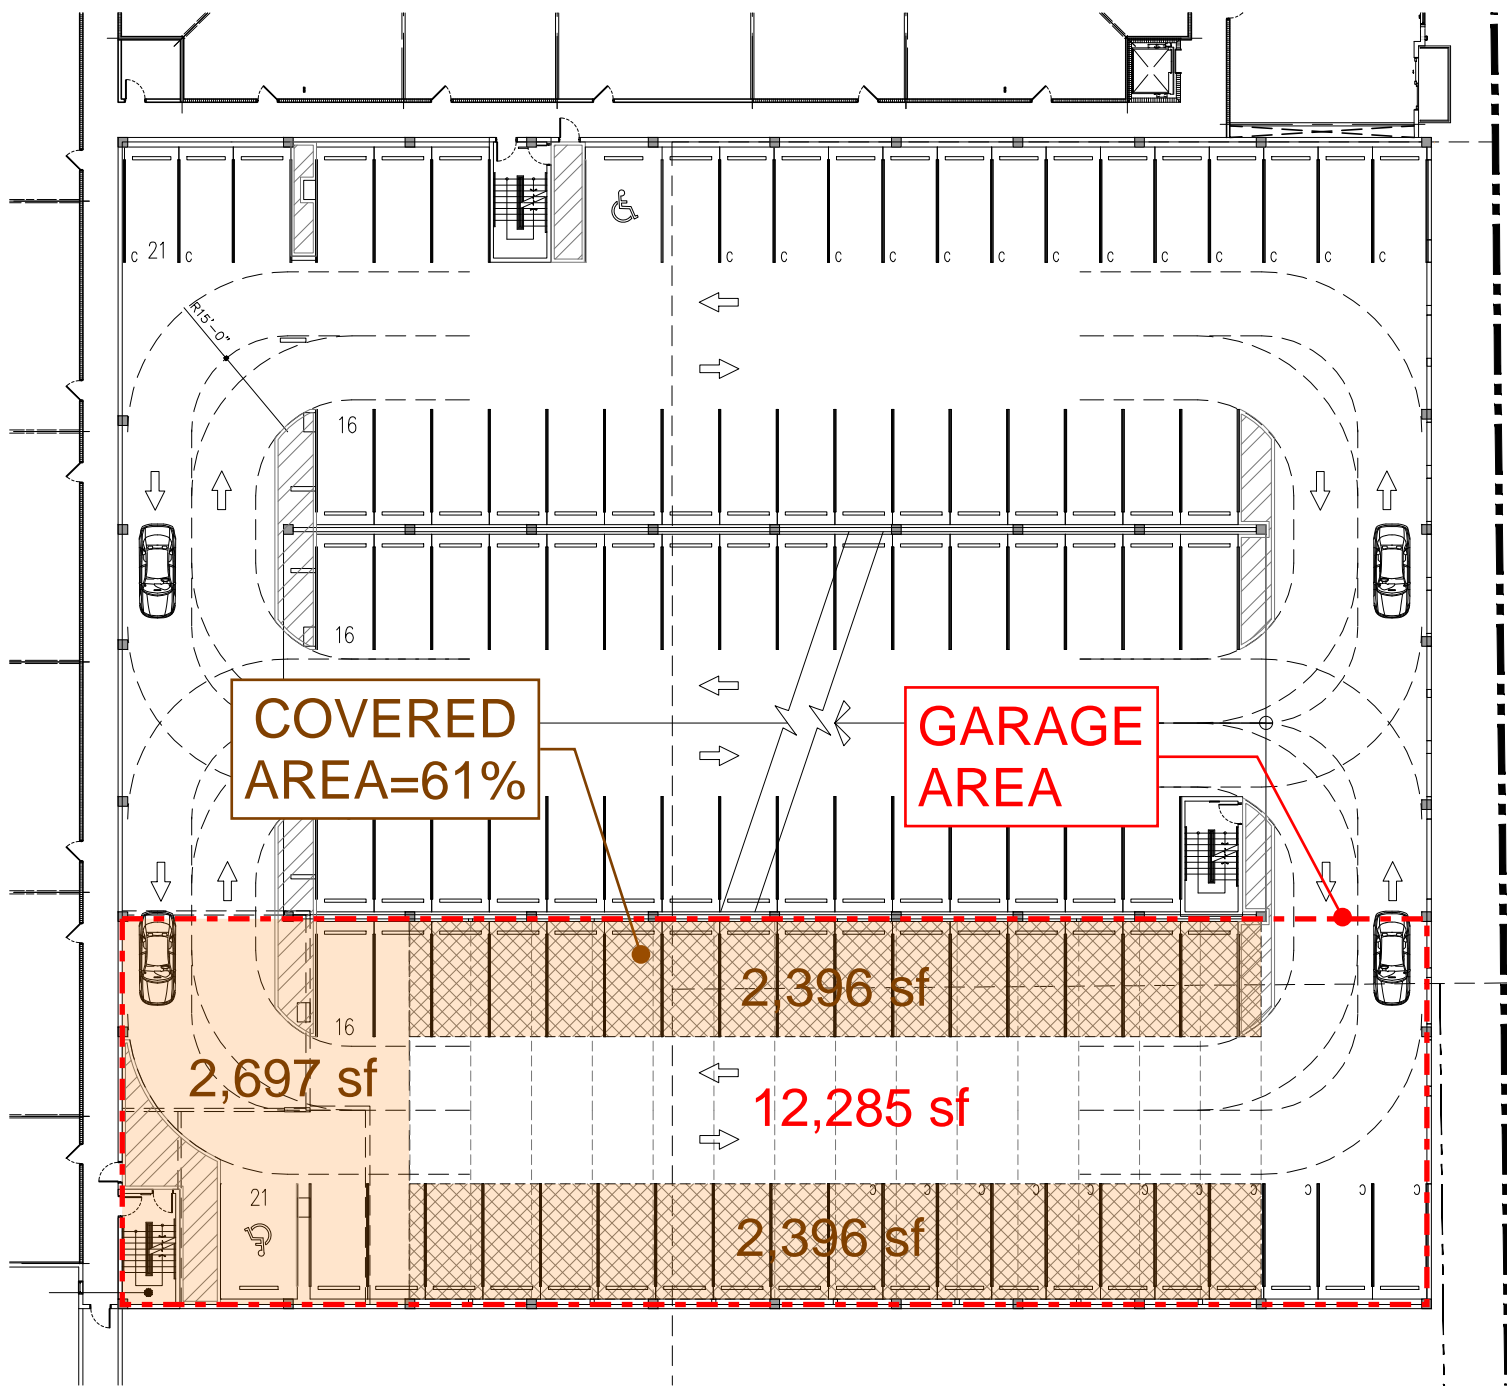 C 21 C C C C C C C C C C C C C C
R15'-0"
16
16
COVERED
AREA=61%
GARAGE
AREA
2,396 sf
16
2,697 sf
12,285 sf
21 C C C C C C C C C C
2,396 sf